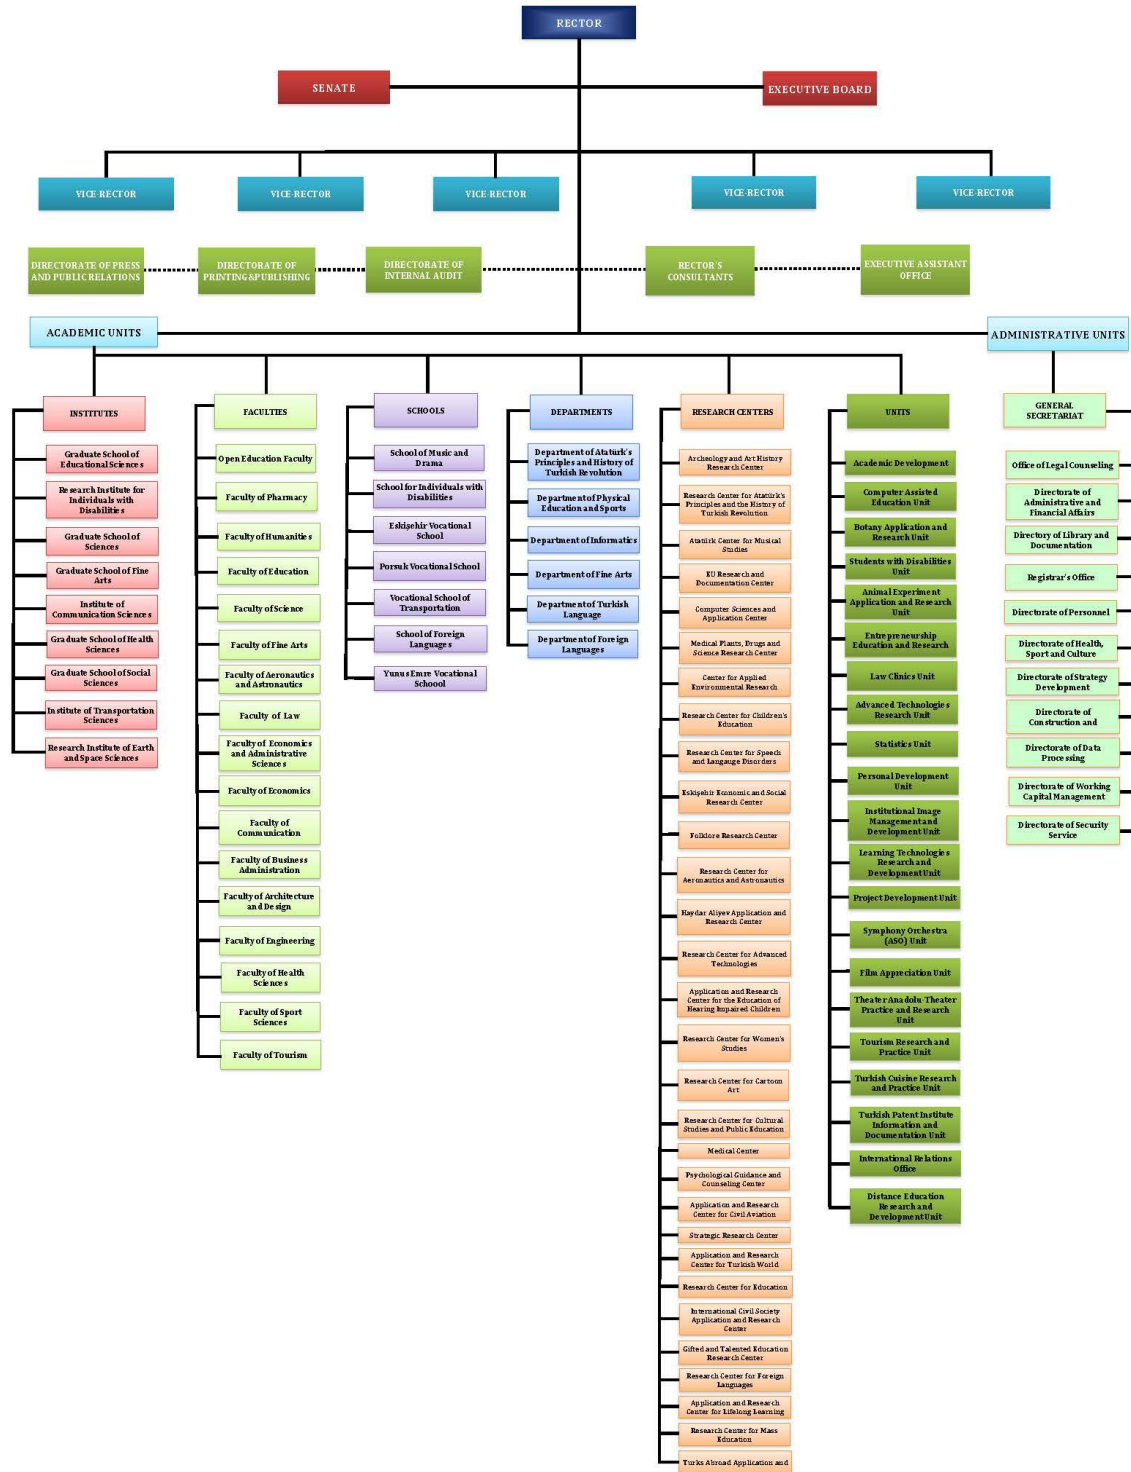 RECTOR
SENATE
EXECUTIVE BOARD
VICE-RECTOR
VICE-RECTOR
VICE-RECTOR
VICE-RECTOR
VICE-RECTOR
DIRECTORATE OF PRESS
AND PUBLIC RELATIONS
DIRECTORATE OF
PRINTING&PUBLISHING
DIRECTORATE OF
INTERNAL AUDIT
RECTOR'S
CONSULTANTS
EXECUTIVE ASSISTANT
OFFICE
ACADEMIC UNITS
ADMINISTRATIVE UNITS
INSTITUTES
Graduate School of
Educational Sciences
Research Institute for
Individuals with
Disabilities
Graduate School of
Sciences
Graduate School of Fine
Arts
Institute of
Communication Sciences
Graduate School of Health
Sciences
Graduate School of Social
Sciences
Institute of Transportation
Sciences
Research Institute of Earth
and Space Sciences
FACULTIES
Open Education Faculty
Faculty of Pharmacy
Faculty of Humanities
Faculty of Education
Faculty of Science
Faculty of Fine Arts
Faculty of Aeronautics
and Astronautics
Faculty of Law
Faculty of Economics
and Administrative
Sciences
Faculty of Economics
Faculty of
Communication
Faculty of Business
Administration
Faculty of Architecture
and Design
Faculty of Engineering
Faculty of Health
Sciences
Faculty of Sport
Sciences
Faculty of Tourism
SCHOOLS
School of Music and
Drama
School for Individuals with
Disabilities
Eskişehir Vocational
School
Porsuk Vocational School
Vocational School of
Transportation
School of Foreign
Languages
Yunus Emre Vocational
Schoool
DEPARTMENTS
Department of Atatürk's
Principles and History of
Turkish Revolution
Department of Physical
Education and Sports
Department of Informatics
Department of Fine Arts
Department of Turkish
Language
Department of Foreign
Languages
RESEARCH CENTERS
Archeology and Art History
Research Center
Research Center for Atatürk's
Principles and the History of
Turkish Revolution
Atatürk Center for Musical
Studies
EU Research and
Documentation Center
Computer Sciences and
Application Center
Medical Plants, Drugs and
Science Research Center
Center for Applied
Environmental Research
Research Center for Children's
Education
Research Center for Speech
and Langauge Disorders
Eskişehir Economic and Social
Research Center
Folklore Research Center
Research Center for
Aeronautics and Astronautics
Haydar Aliyev Application and
Research Center
Research Center for Advanced
Technologies
Application and Research
Center for the Education of
Hearing Impaired Children
Research Center for Women's
Studies
Research Center for Cartoon
Art
Research Center for Cultural
Studies and Public Education
Medical Center
Psychological Guidance and
Counseling Center
Application and Research
Center for Civil Aviation
Strategic Research Center
Application and Research
Center for Turkish World
Research Center for Education
International Civil Society
Application and Research
Center
Gifted and Talented Education
Research Center
Research Center for Foreign
Languages
Application and Research
Center for Lifelong Learning
Research Center for Mass
Education
Turks Abroad Application and
UNITS
Academic Development
Computer Assisted
Education Unit
Botany Application and
Research Unit
Students with Disabilities
Unit
Animal Experiment
Application and Research
Unit
Entrepreneurship
Education and Research
Law Clinics Unit
Advanced Technologies
Research Unit
Statistics Unit
Personal Development
Unit
Institutional Image
Management and
Development Unit
Learning Technologies
Research and
Development Unit
Project Development Unit
Symphony Orchestra
(ASO) Unit
Film Appreciation Unit
Theater Anadolu-Theater
Practice and Research
Unit
Tourism Research and
Practice Unit
Turkish Cuisine Research
and Practice Unit
Turkish Patent Institute
Information and
Documentation Unit
International Relations
Office
Distance Education
Research and
Development Unit
GENERAL
SECRETARIAT
Office of Legal Counseling
Directorate of
Administrative and
Financial Affairs
Directory of Library and
Documentation
Registrar's Office
Directorate of Personnel
Directorate of Health,
Sport and Culture
Directorate of Strategy
Development
Directorate of
Construction and
Directorate of Data
Processing
Directorate of Working
Capital Management
Directorate of Security
Service